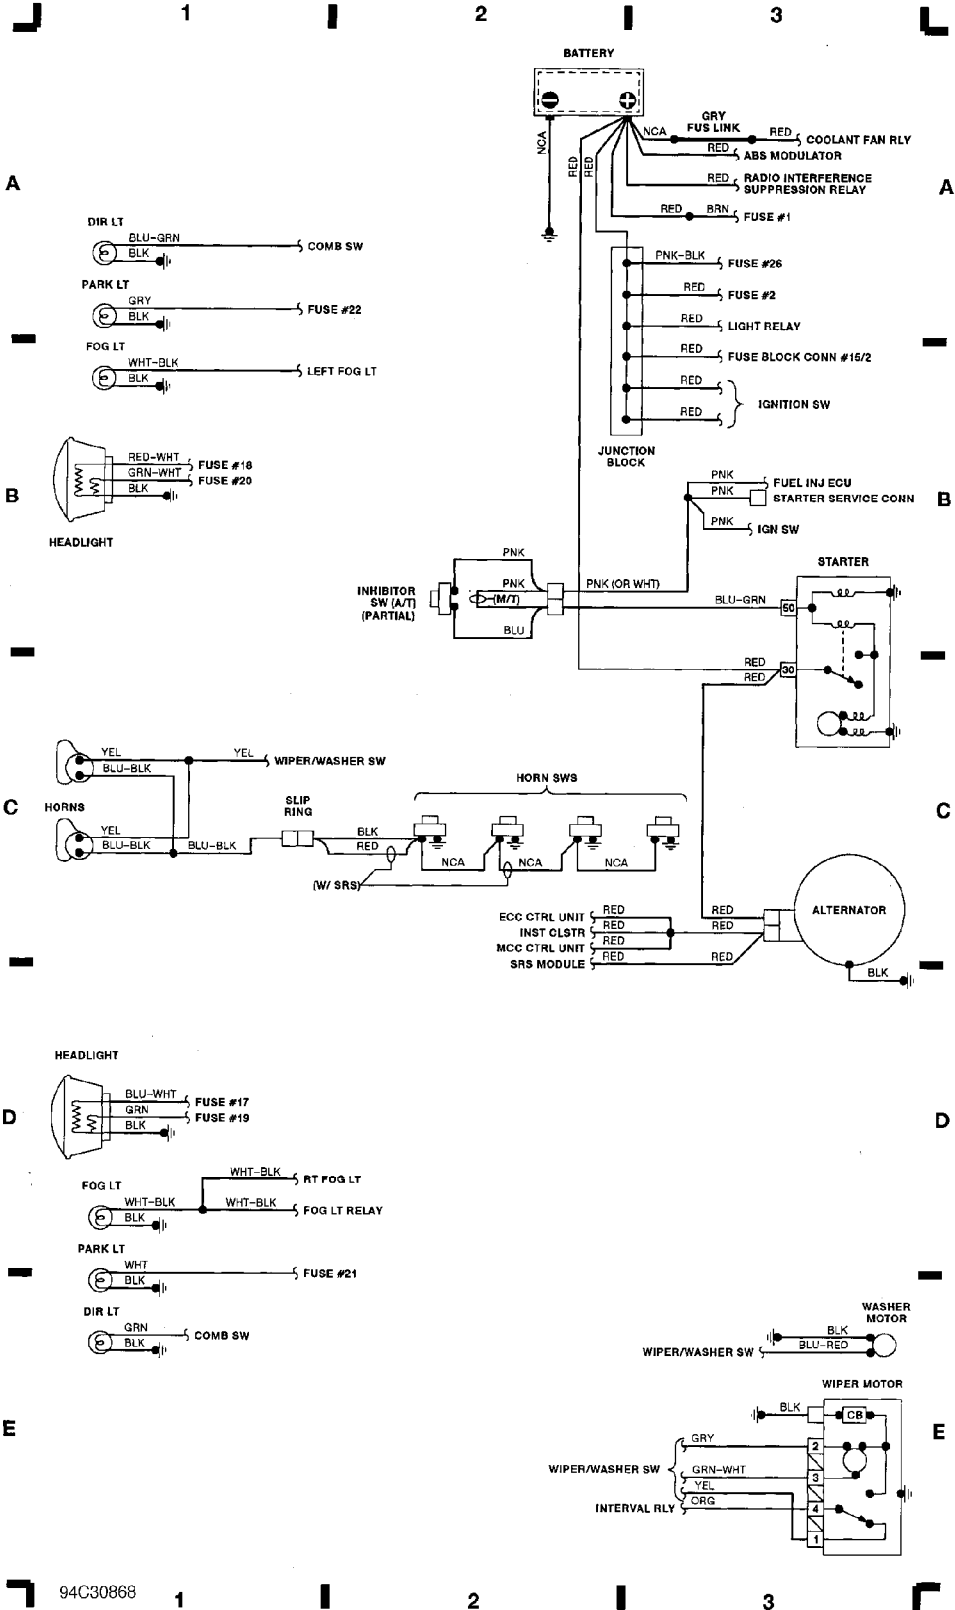 1 2 3
BATTERY
NCA
RED
RED
NCA
GRY
FUS LINK
RED COOLANT FAN RLY
RED ABS MODULATOR
A
RED RADIO INTERFERENCE
SUPPRESSION RELAY
A
RED BRN FUSE #1
DIR LT
BLU-GRN COMB SW
BLK
PNK-BLK FUSE #26
PARK LT
GRY FUSE #22
BLK
RED FUSE #2
RED LIGHT RELAY
FOG LT
WHT-BLK LEFT FOG LT
BLK
RED FUSE BLOCK CONN #15/2
RED
RED
IGNITION SW
JUNCTION
BLOCK
RED-WHT FUSE #18
GRN-WHT FUSE #20
BLK
HEADLIGHT
B
PNK FUEL INJ ECU
PNK STARTER SERVICE CONN
PNK IGN SW
B
STARTER
INHIBITOR
SW (A/T)
(PARTIAL)
PNK
PNK
(M/T)
BLU
PNK (OR WHT)
BLU-GRN 50
RED 30
RED
YEL YEL WIPER/WASHER SW
BLU-BLK
HORNS
YEL
BLU-BLK BLU-BLK
C
SLIP
RING
HORN SWS
BLK
RED
NCA NCA NCA
(W/ SRS)
C
ALTERNATOR
ECC CTRL UNIT RED RED
INST CLSTR RED RED
MCC CTRL UNIT RED
SRS MODULE RED RED
BLK
HEADLIGHT
BLU-WHT FUSE #17
GRN FUSE #19
BLK
D D
FOG LT
WHT-BLK RT FOG LT
WHT-BLK WHT-BLK FOG LT RELAY
BLK
PARK LT
WHT FUSE #21
BLK
DIR LT
GRN COMB SW
BLK
WASHER
MOTOR
BLK
WIPER/WASHER SW BLU-RED
WIPER MOTOR
BLK CB
E E
GRY 2
WIPER/WASHER SW
GRN-WHT 3
YEL
INTERVAL RLY ORG 4
1
94C30868
1 2 3